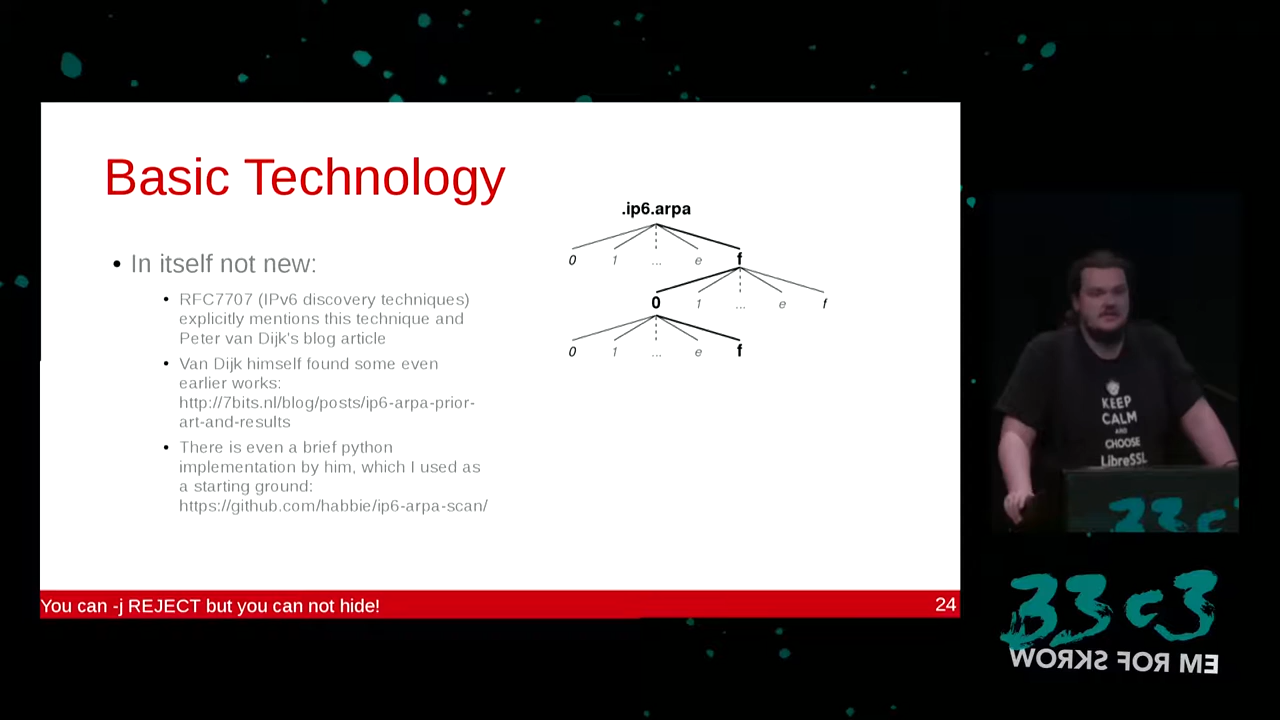 Basic Technology
.ip6.arpa
0 1 ... e f
0 1 ... e f
0 1 ... e f
• In itself not new:
• RFC7707 (IPv6 discovery techniques)
explicitly mentions this technique and
Peter van Dijk's blog article
• Van Dijk himself found some even
earlier works:
http://7bits.nl/blog/posts/ip6-arpa-prior-
art-and-results
• There is even a brief python
implementation by him, which I used as
a starting ground:
https://github.com/habbie/ip6-arpa-scan/
You can -j REJECT but you can not hide!
24
KEEP
CALM
AND
CHOOSE
LibreSSL
33c3
33c3
WORKS FOR ME